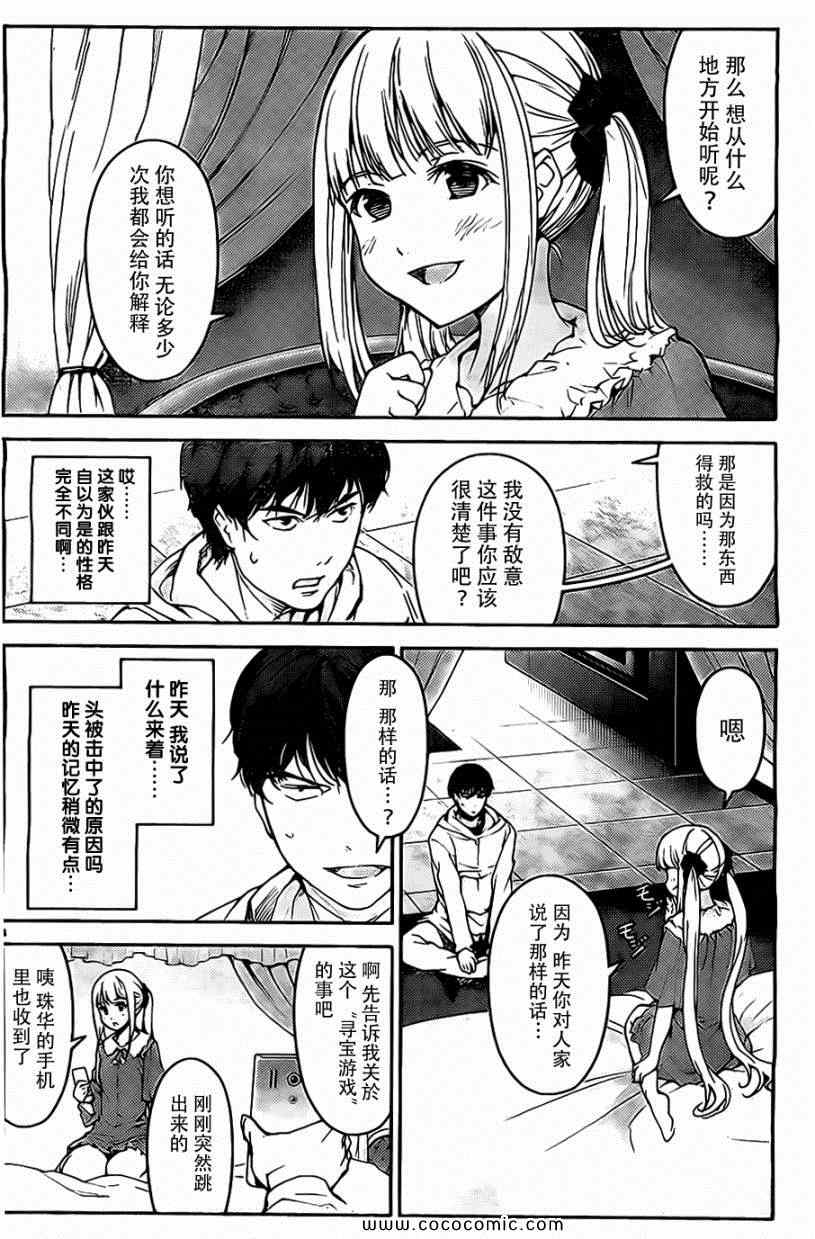 那么 想从什么
地方开始听呢？
你想听的话 无论多少
次我都会给你解释
那是因为那东西
得救的吗……
我没有敌意
这件事你应该
很清楚了吧？
哎……
这家伙跟昨天
自以为是的性格
完全不同啊…
嗯
因为 昨天你对人家
说了那样的话…
モジ
モジ
那 那样的话
…？
昨天 我说了
什么来着……
头被击中了的原因吗
昨天的记忆稍微有点…
啊 先告诉我关於
这个“寻宝游戏”
的事吧
刚刚突然跳
出来的
咦 珠华的手机
里也收到了
www.cococomic.com